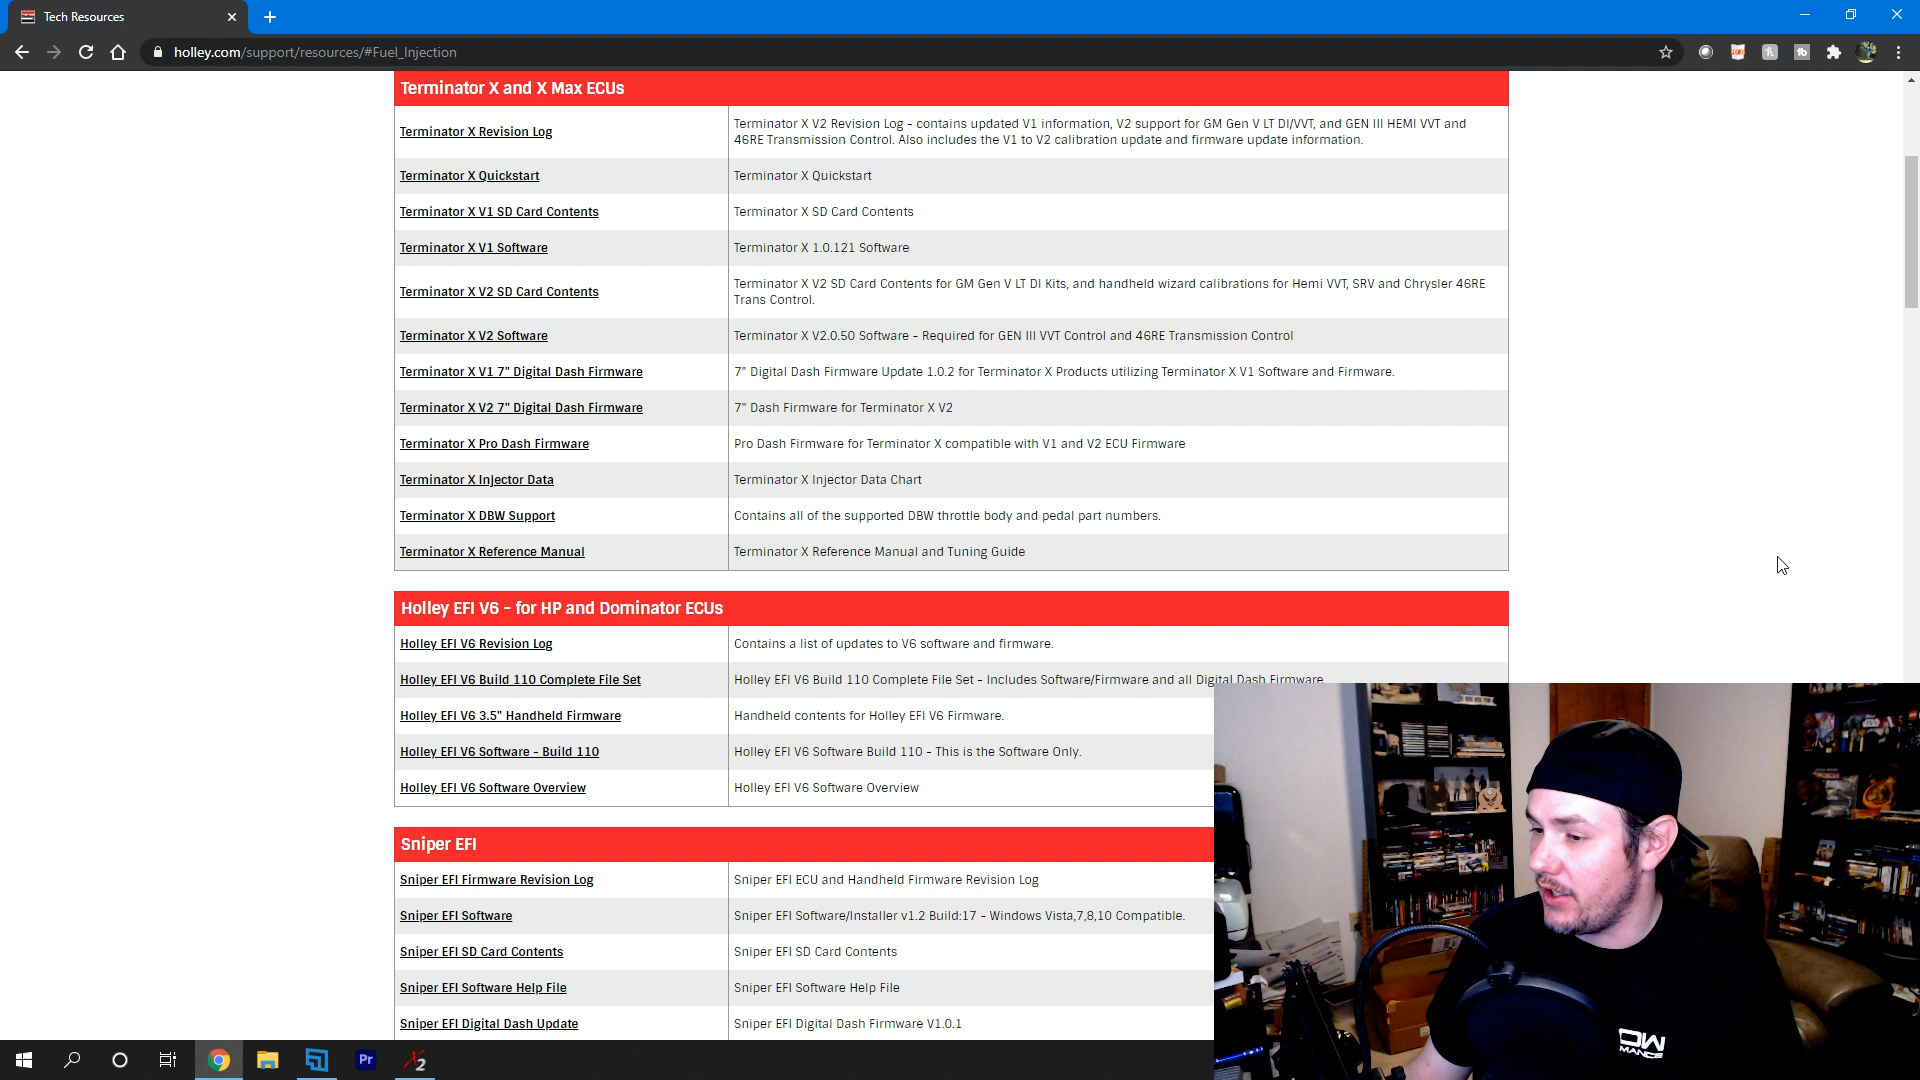 Tech Resources
holley.com/support/resources/#Fuel_Injection
Terminator X and X Max ECUs
Terminator X Revision Log
Terminator X V2 Revision Log - contains updated V1 information, V2 support for GM Gen V LT DI/VVT, and GEN III HEMI VVT and
46RE Transmission Control. Also includes the V1 to V2 calibration update and firmware update information.
Terminator X Quickstart
Terminator X Quickstart
Terminator X V1 SD Card Contents
Terminator X SD Card Contents
Terminator X V1 Software
Terminator X 1.0.121 Software
Terminator X V2 SD Card Contents
Terminator X V2 SD Card Contents for GM Gen V LT DI Kits, and handheld wizard calibrations for Hemi VVT, SRV and Chrysler 46RE
Trans Control.
Terminator X V2 Software
Terminator X V2.0.50 Software - Required for GEN III VVT Control and 46RE Transmission Control
Terminator X V1 7" Digital Dash Firmware
7" Digital Dash Firmware Update 1.0.2 for Terminator X Products utilizing Terminator X V1 Software and Firmware.
Terminator X V2 7" Digital Dash Firmware
7" Dash Firmware for Terminator X V2
Terminator X Pro Dash Firmware
Pro Dash Firmware for Terminator X compatible with V1 and V2 ECU Firmware
Terminator X Injector Data
Terminator X Injector Data Chart
Terminator X DBW Support
Contains all of the supported DBW throttle body and pedal part numbers.
Terminator X Reference Manual
Terminator X Reference Manual and Tuning Guide
Holley EFI V6 - for HP and Dominator ECUs
Holley EFI V6 Revision Log
Contains a list of updates to V6 software and firmware.
Holley EFI V6 Build 110 Complete File Set
Holley EFI V6 Build 110 Complete File Set - Includes Software/Firmware and all Digital Dash Firmware
Holley EFI V6 3.5" Handheld Firmware
Handheld contents for Holley EFI V6 Firmware.
Holley EFI V6 Software - Build 110
Holley EFI V6 Software Build 110 - This is the Software Only.
Holley EFI V6 Software Overview
Holley EFI V6 Software Overview
Sniper EFI
Sniper EFI Firmware Revision Log
Sniper EFI ECU and Handheld Firmware Revision Log
Sniper EFI Software
Sniper EFI Software/Installer v1.2 Build:17 - Windows Vista,7,8,10 Compatible.
Sniper EFI SD Card Contents
Sniper EFI SD Card Contents
Sniper EFI Software Help File
Sniper EFI Software Help File
Sniper EFI Digital Dash Update
Sniper EFI Digital Dash Firmware V1.0.1
Pr
X2
DW
MANCE